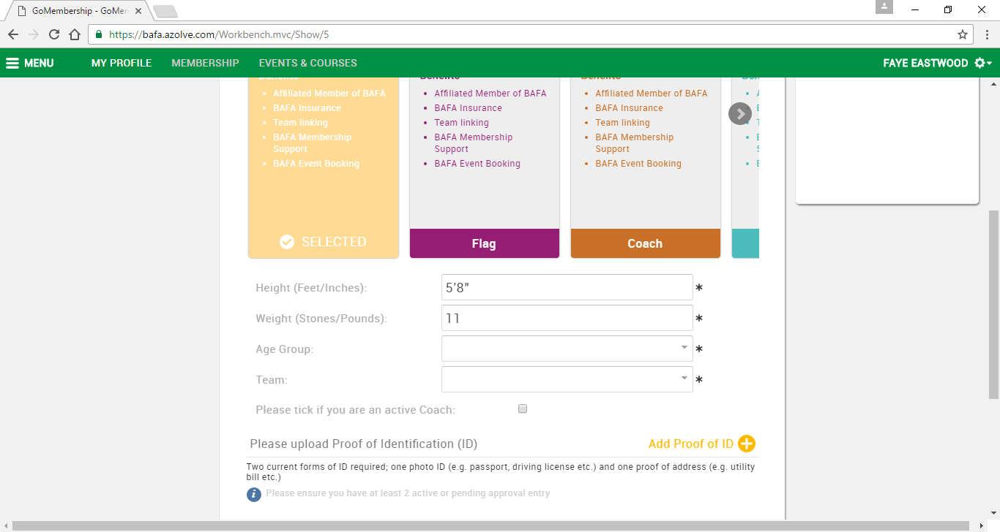 GoMembership - GoMem
https://bafa.azolve.com/Workbench.mvc/Show/5
MENU MY PROFILE MEMBERSHIP EVENTS & COURSES FAYE EASTWOOD
Benefits
• Affiliated Member of BAFA
• BAFA Insurance
• Team linking
• BAFA Membership
Support
• BAFA Event Booking
SELECTED
Benefits
• Affiliated Member of BAFA
• BAFA Insurance
• Team linking
• BAFA Membership
Support
• BAFA Event Booking
Flag
Benefits
• Affiliated Member of BAFA
• BAFA Insurance
• Team linking
• BAFA Membership
Support
• BAFA Event Booking
Coach
Height (Feet/Inches): 5'8" *
Weight (Stones/Pounds): 11 *
Age Group: *
Team: *
Please tick if you are an active Coach:
Please upload Proof of Identification (ID) Add Proof of ID
Two current forms of ID required; one photo ID (e.g. passport, driving license etc.) and one proof of address (e.g. utility
bill etc.)
Please ensure you have at least 2 active or pending approval entry